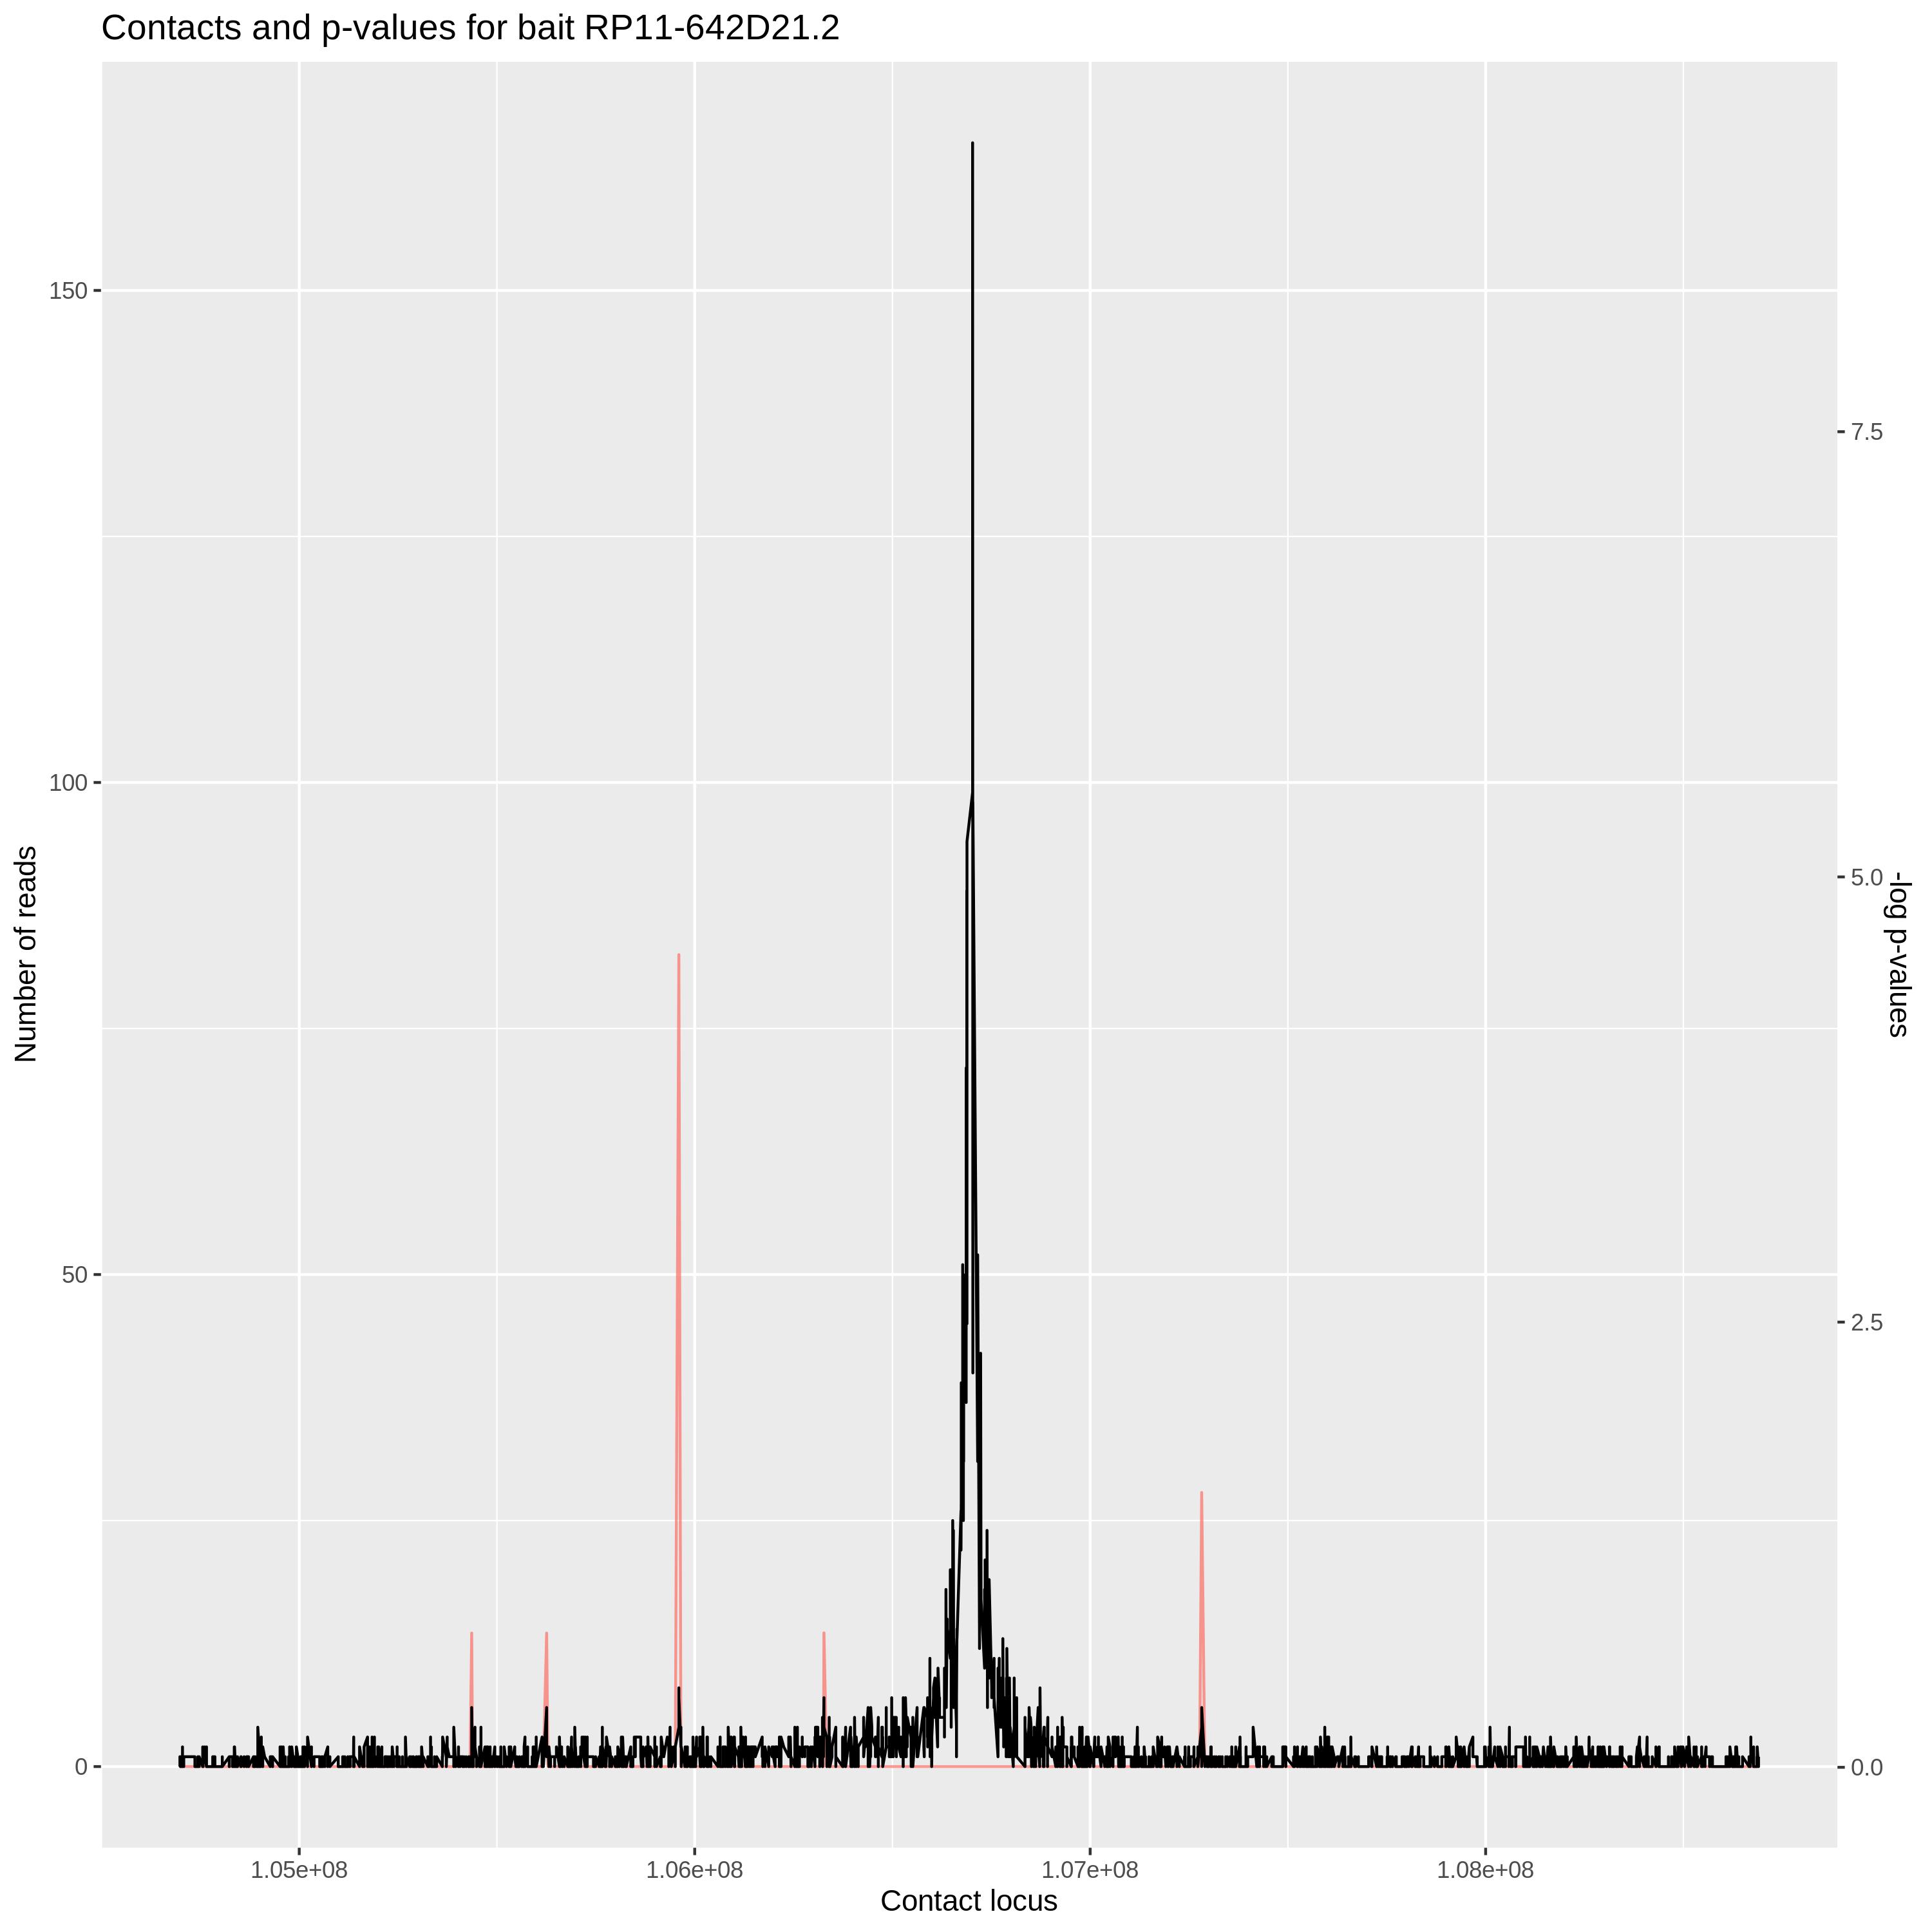 Contacts and p-values for bait RP11-642D21.2
150
100
50
0
7.5
5.0
2.5
0.0
Number of reads
-log p-values
1.05e+08
1.06e+08
1.07e+08
1.08e+08
Contact locus